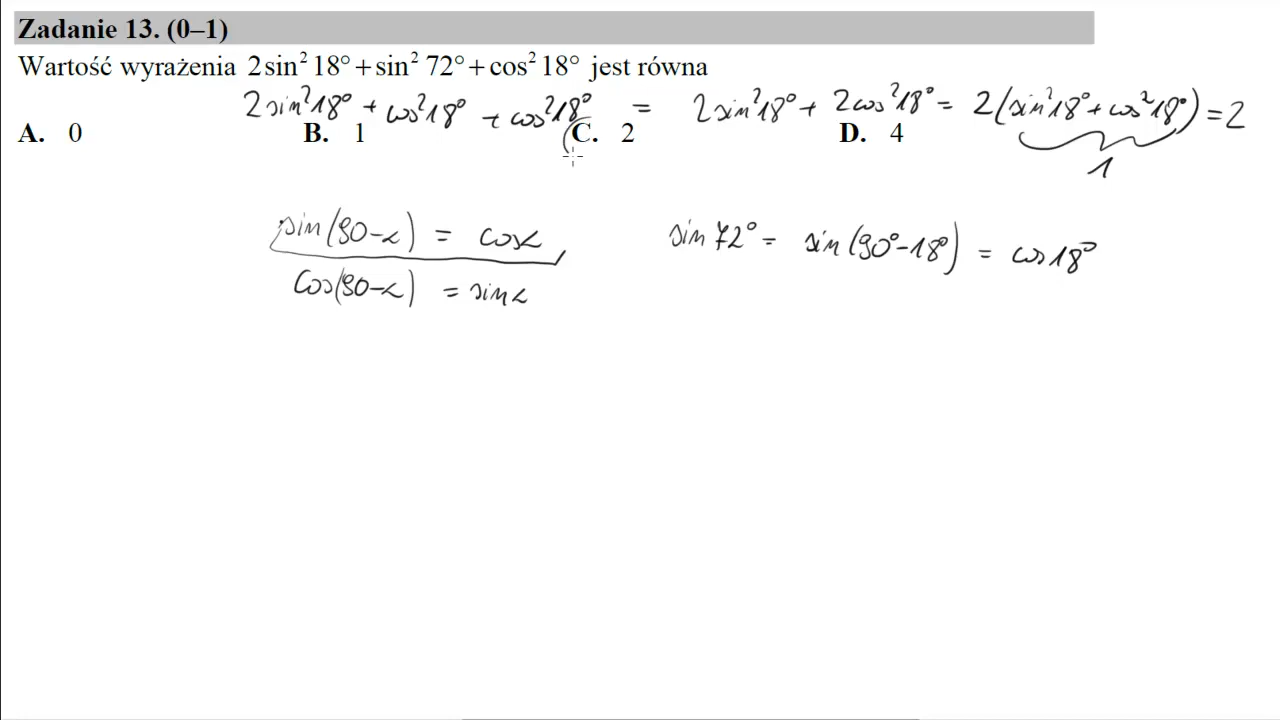 Zadanie 13. (0–1)
Wartość wyrażenia 2sin² 18° + sin² 72° + cos² 18° jest równa
2sin²18° + cos²18° + cos²18° = 2sin²18° + 2cos²18° = 2(sin²18° + cos²18°) = 2
A. 0 B. 1 C. 2 D. 4
1
sin(90-α) = cosα sin72° = sin(90°-18°) = cos18°
cos(90-α) = sinα